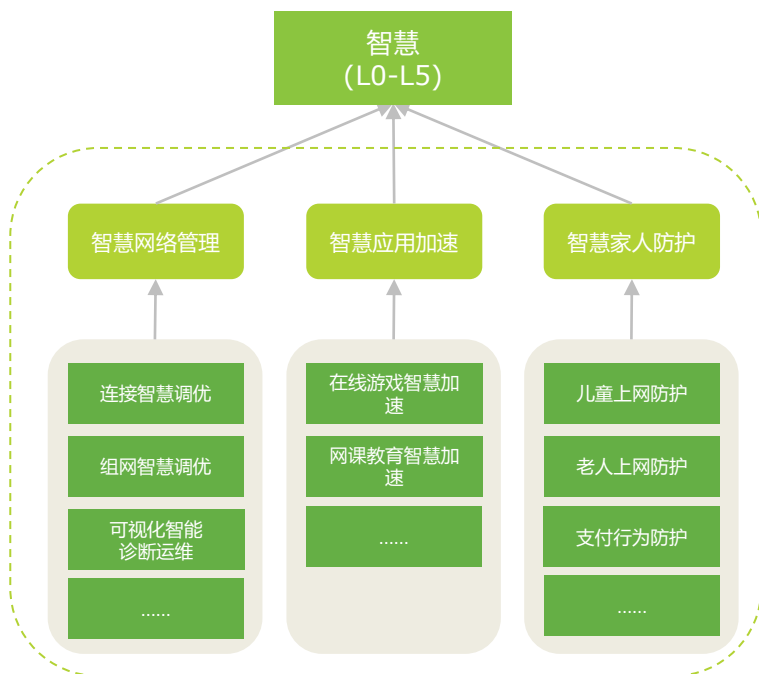 智慧
(L0-L5)
智慧网络管理
智慧应用加速
智慧家人防护
连接智慧调优
组网智慧调优
可视化智能
诊断运维
......
在线游戏智慧加
速
网课教育智慧加
速
......
儿童上网防护
老人上网防护
支付行为防护
......